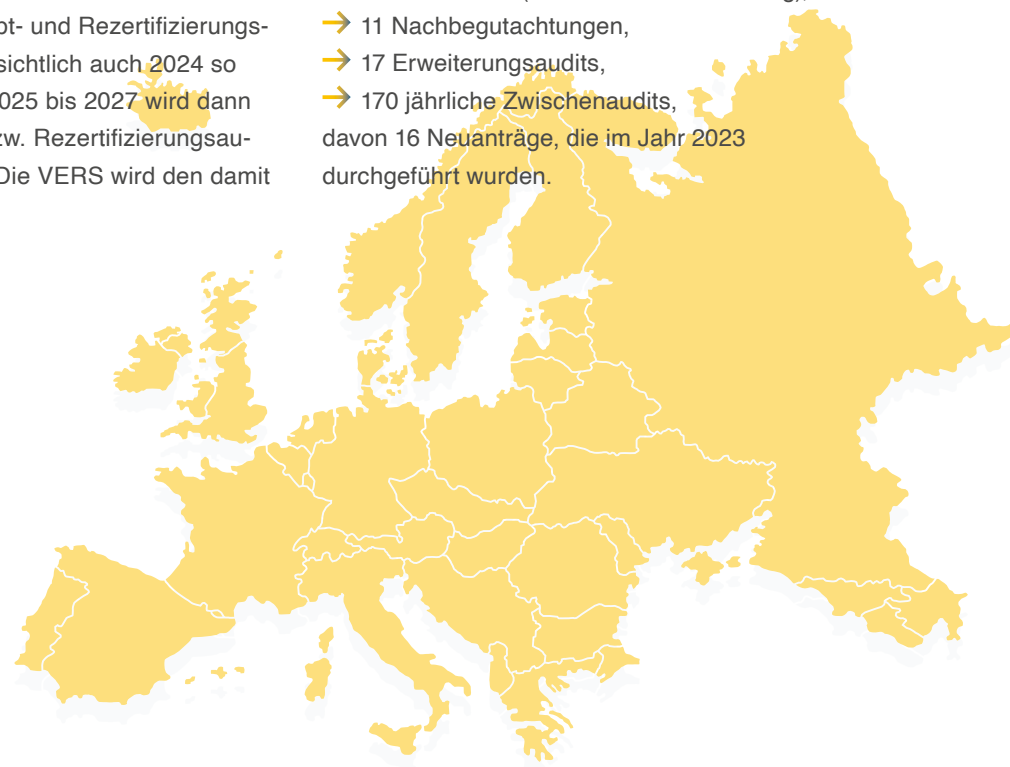 pt- und Rezertifizierungs-
sichtlich auch 2024 so
025 bis 2027 wird dann
zw. Rezertifizierungsau-
Die VERS wird den damit
→ 11 Nachbegutachtungen,
→ 17 Erweiterungsaudits,
→ 170 jährliche Zwischenaudits,
davon 16 Neuanträge, die im Jahr 2023
durchgeführt wurden.